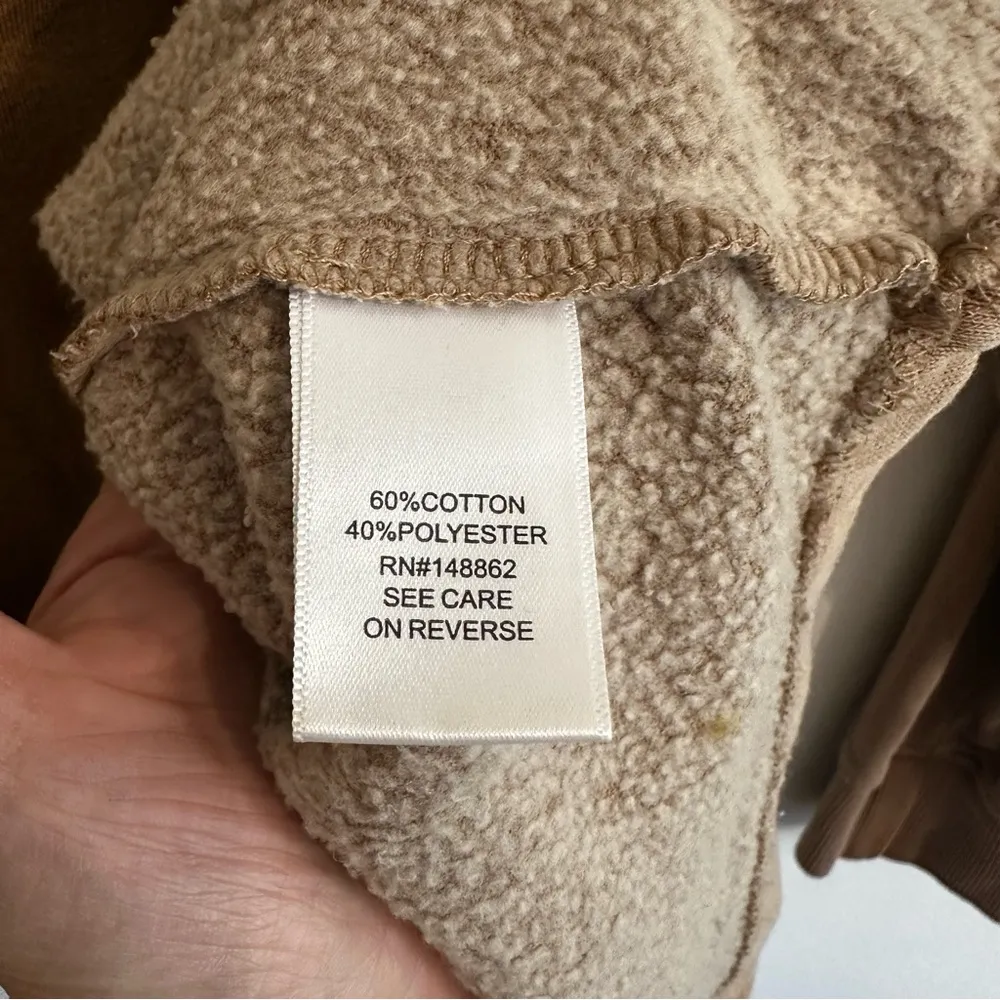 60%COTTON
40%POLYESTER
RN#148862
SEE CARE
ON REVERSE